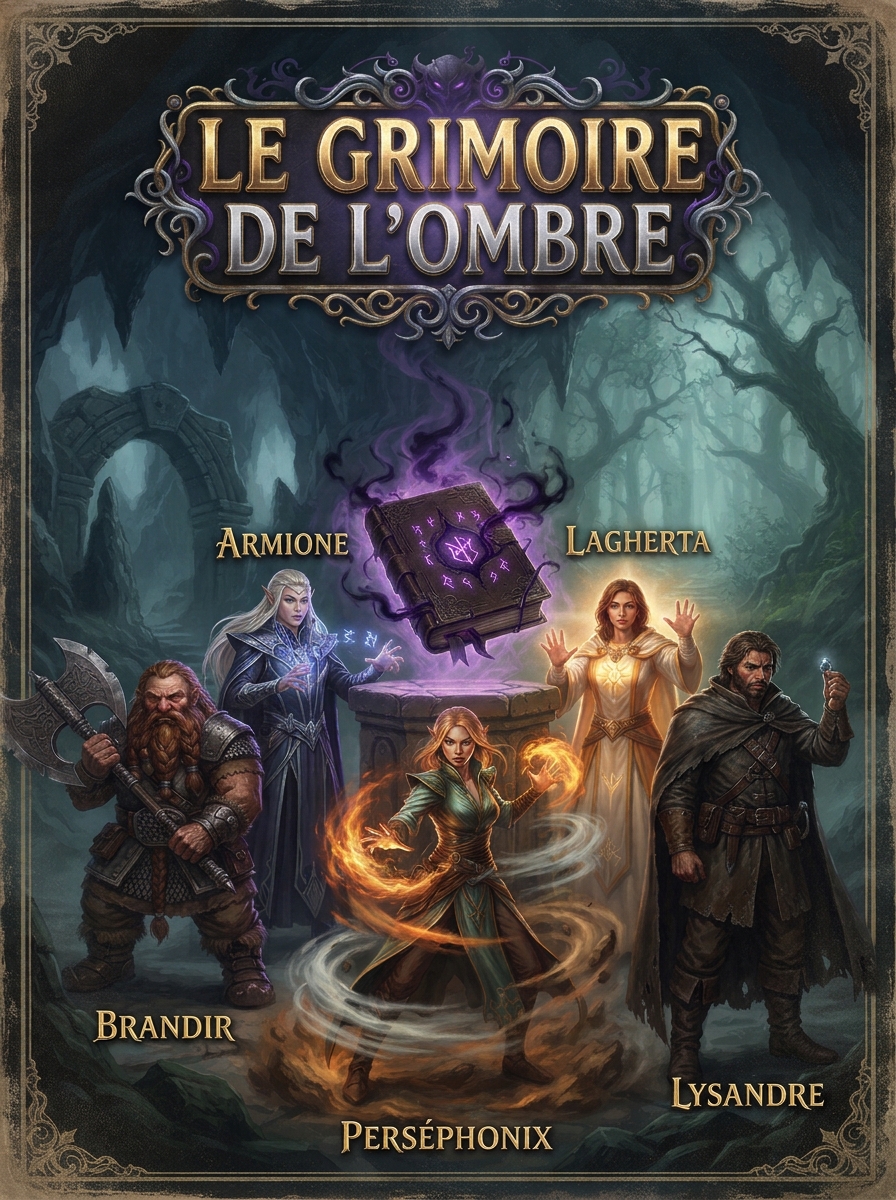 LE GRIMOIRE
DE L'OMBRE
ARMIONE
LAGHERTA
BRANDIR
LYSANDRE
PERSÉPHONIX